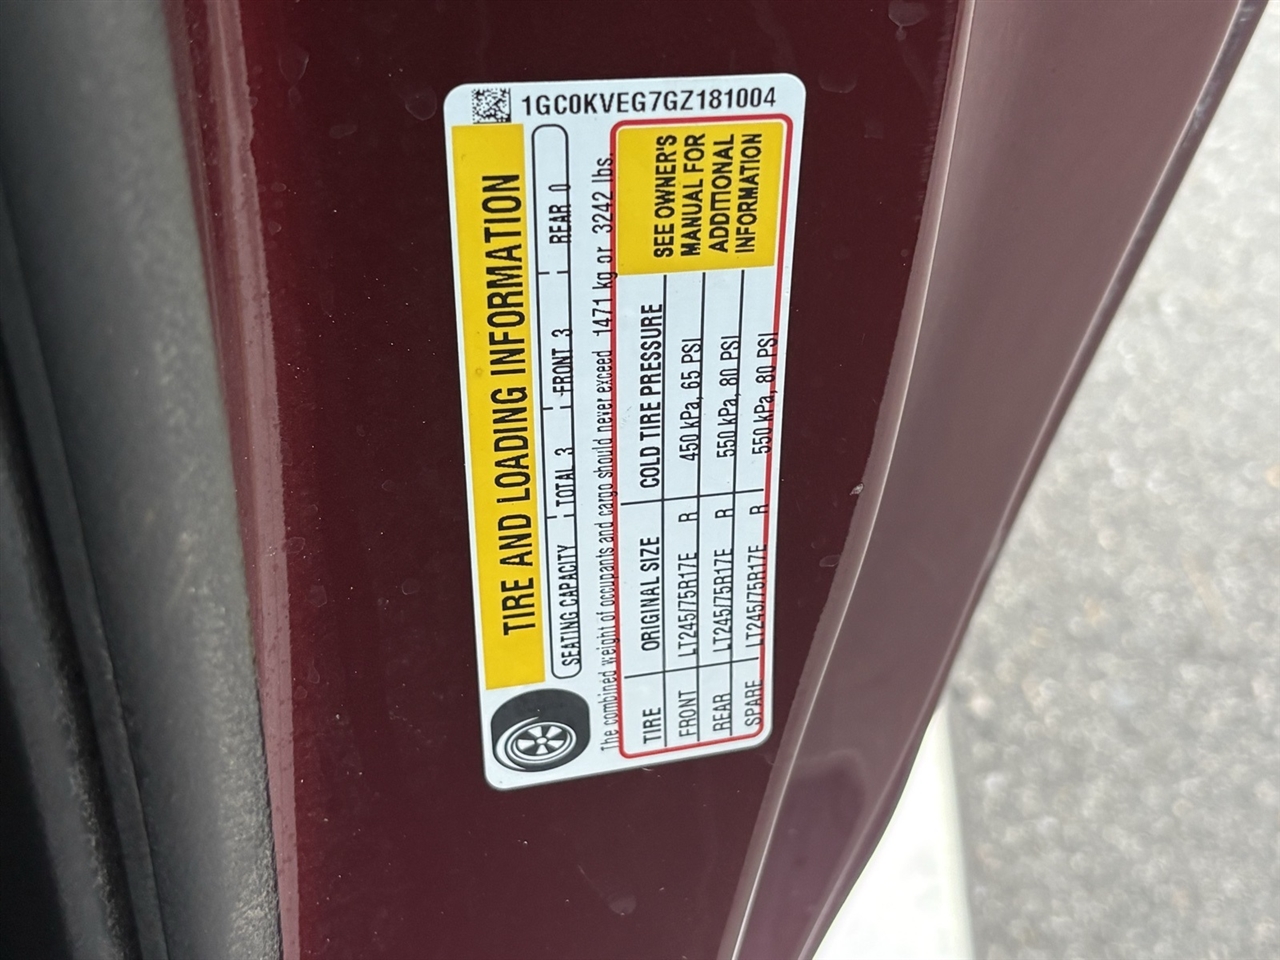 1GC0KVEG7GZ181004
TIRE AND LOADING INFORMATION
SEATING CAPACITY TOTAL 3 FRONT 3 REAR 0
The combined weight of occupants and cargo should never exceed 1471 kg or 3242 lbs.
TIRE ORIGINAL SIZE COLD TIRE PRESSURE
FRONT LT245/75R17E R 450 kPa, 65 PSI
REAR LT245/75R17E R 550 kPa, 80 PSI
SPARE LT245/75R17E R 550 kPa, 80 PSI
SEE OWNER'S
MANUAL FOR
ADDITIONAL
INFORMATION